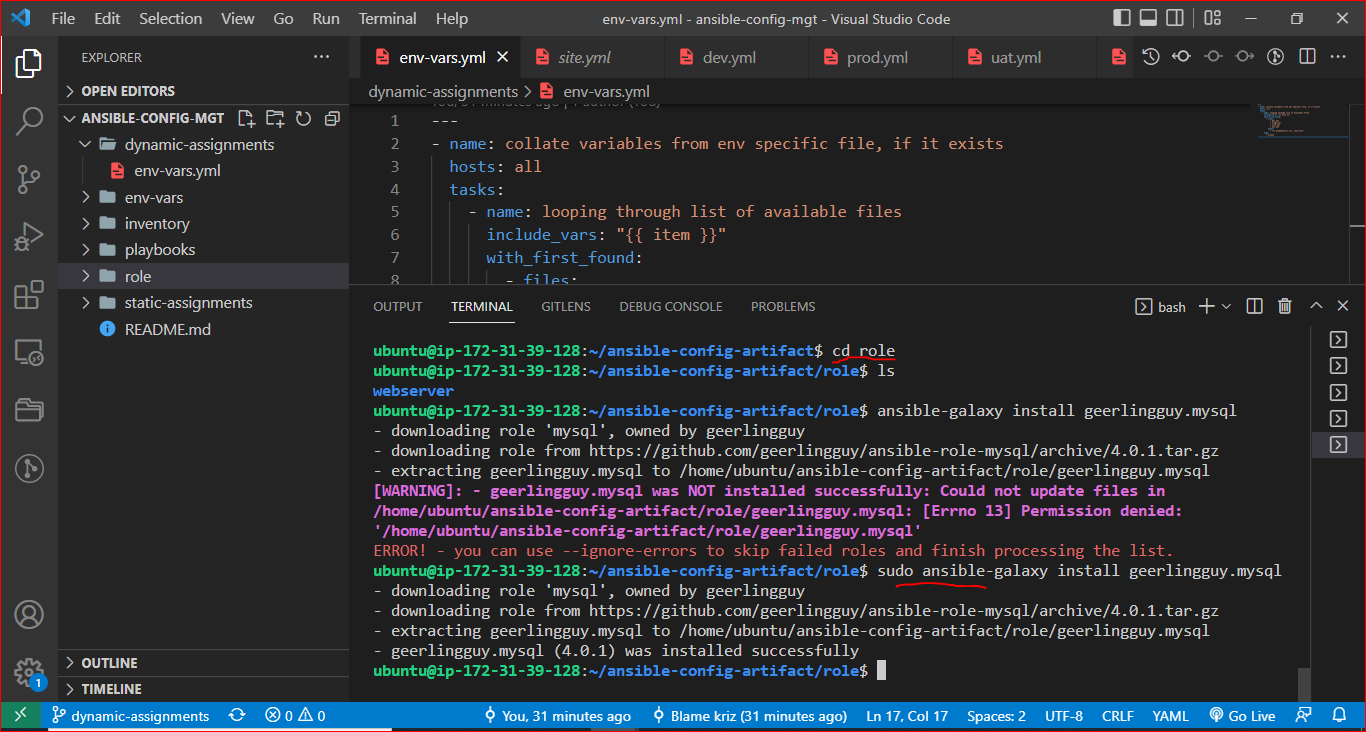 File Edit Selection View Go Run Terminal Help env-vars.yml - ansible-config-mgt - Visual Studio Code
EXPLORER
OPEN EDITORS
ANSIBLE-CONFIG-MGT
dynamic-assignments
env-vars.yml
env-vars
inventory
playbooks
role
static-assignments
README.md
OUTLINE
TIMELINE
env-vars.yml site.yml dev.yml prod.yml uat.yml
dynamic-assignments > env-vars.yml
1 ---
2 - name: collate variables from env specific file, if it exists
3 hosts: all
4 tasks:
5 - name: looping through list of available files
6 include_vars: "{{ item }}"
7 with_first_found:
8 - files:
OUTPUT TERMINAL GITLENS DEBUG CONSOLE PROBLEMS bash
ubuntu@ip-172-31-39-128:~/ansible-config-artifact$ cd role
ubuntu@ip-172-31-39-128:~/ansible-config-artifact/role$ ls
webserver
ubuntu@ip-172-31-39-128:~/ansible-config-artifact/role$ ansible-galaxy install geerlingguy.mysql
- downloading role 'mysql', owned by geerlingguy
- downloading role from https://github.com/geerlingguy/ansible-role-mysql/archive/4.0.1.tar.gz
- extracting geerlingguy.mysql to /home/ubuntu/ansible-config-artifact/role/geerlingguy.mysql
[WARNING]: - geerlingguy.mysql was NOT installed successfully: Could not update files in
/home/ubuntu/ansible-config-artifact/role/geerlingguy.mysql: [Errno 13] Permission denied:
'/home/ubuntu/ansible-config-artifact/role/geerlingguy.mysql'
ERROR! - you can use --ignore-errors to skip failed roles and finish processing the list.
ubuntu@ip-172-31-39-128:~/ansible-config-artifact/role$ sudo ansible-galaxy install geerlingguy.mysql
- downloading role 'mysql', owned by geerlingguy
- downloading role from https://github.com/geerlingguy/ansible-role-mysql/archive/4.0.1.tar.gz
- extracting geerlingguy.mysql to /home/ubuntu/ansible-config-artifact/role/geerlingguy.mysql
- geerlingguy.mysql (4.0.1) was installed successfully
ubuntu@ip-172-31-39-128:~/ansible-config-artifact/role$
1
dynamic-assignments 0 0 You, 31 minutes ago Blame kriz (31 minutes ago) Ln 17, Col 17 Spaces: 2 UTF-8 CRLF YAML Go Live